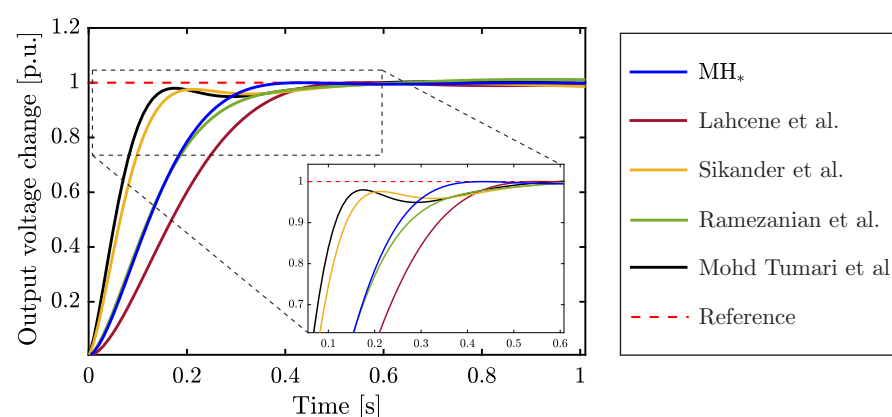 Output voltage change [p.u.]
1.2
1
0.8
0.6
0.4
0.2
0 0.2 0.4 0.6 0.8 1
Time [s]
1
0.9
0.8
0.7
0.1 0.2 0.3 0.4 0.5 0.6
MH*
Lahcene et al.
Sikander et al.
Ramezanian et al.
Mohd Tumari et al
Reference